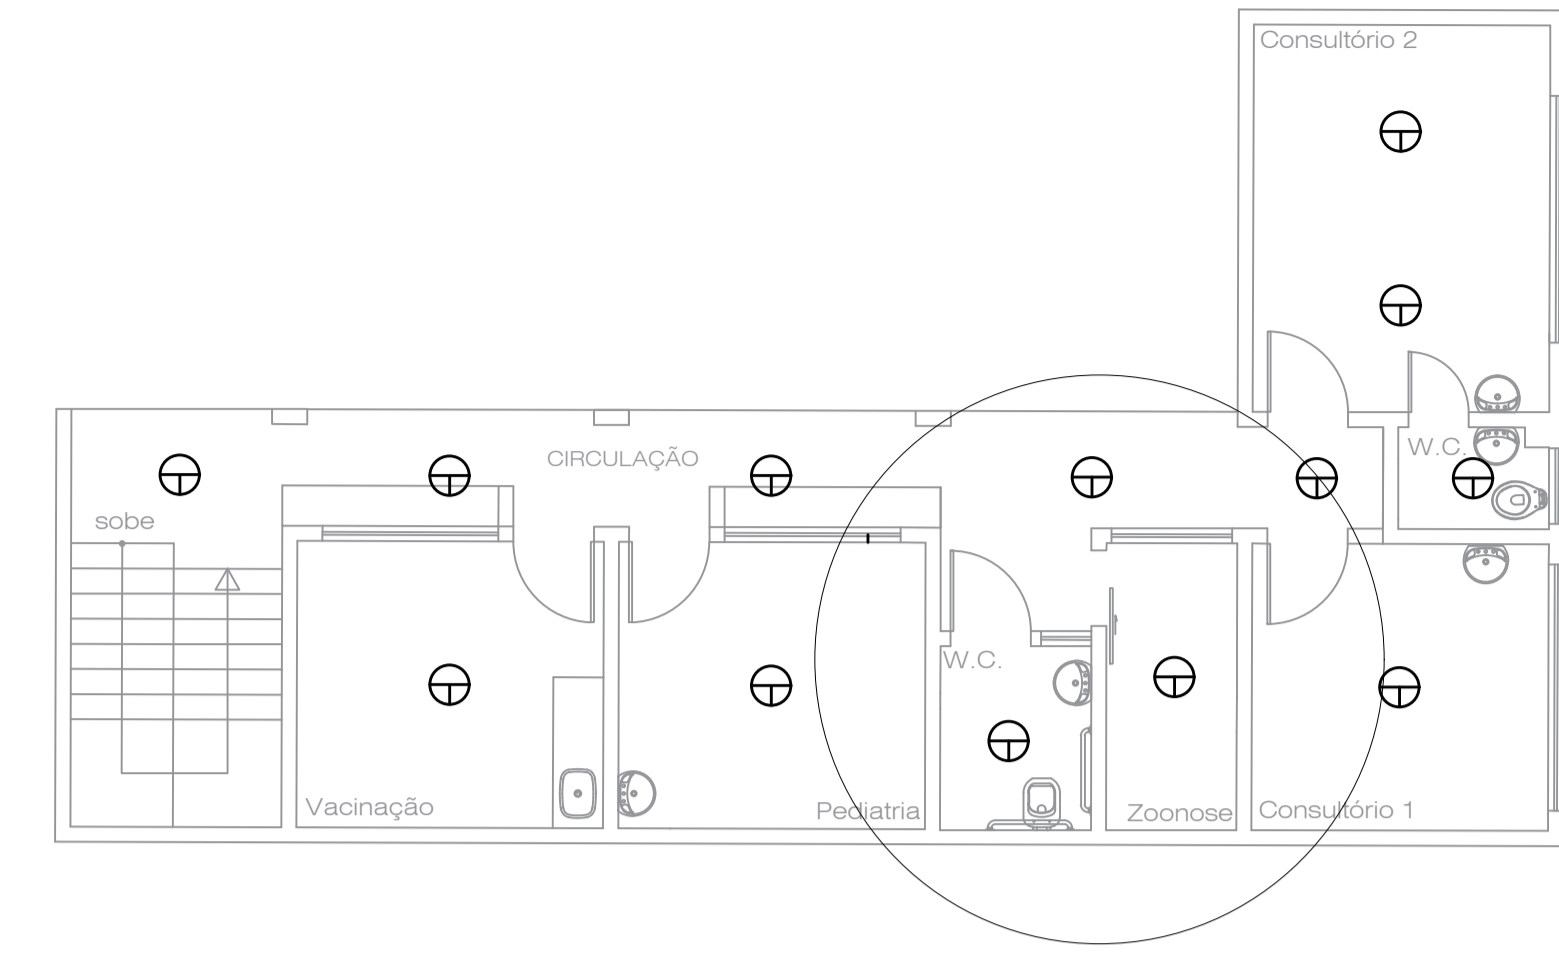 Consultório 2
CIRCULAÇÃO
W.C.
sobe
W.C.
Vacinação
Pediatria
Zoonose
Consultório 1